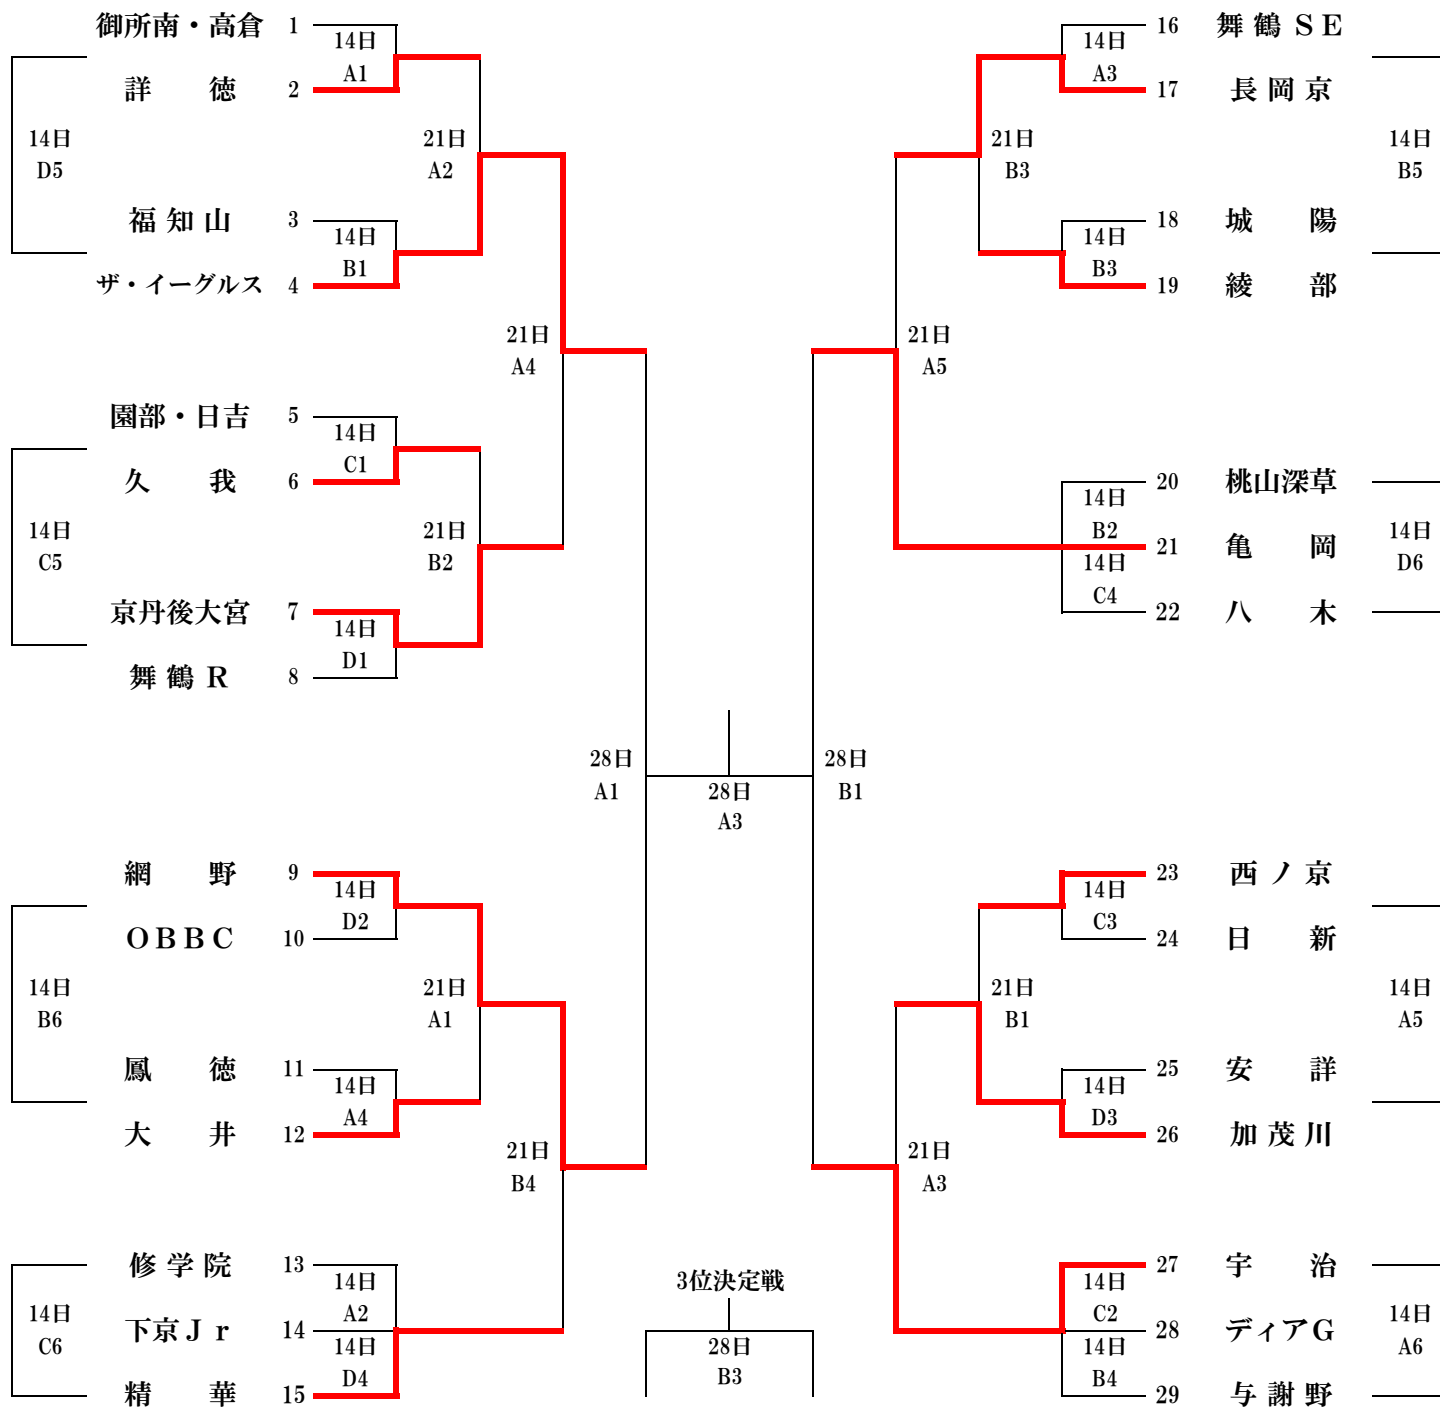 御所南・高倉 1
14日
A1
詳徳 2
14日
D5
21日
A2
福知山 3
14日
B1
ザ・イーグルス 4
21日
A4
園部・日吉 5
14日
C1
久我 6
14日
C5
21日
B2
京丹後大宮 7
14日
D1
舞鶴R 8
28日
A1
28日
A3
28日
B1
網野 9
14日
D2
OBBC 10
14日
B6
21日
A1
鳳徳 11
14日
A4
大井 12
21日
B4
修学院 13
14日
A2
下京Jr 14
14日
C6
14日
D4
精華 15
3位決定戦
28日
B3
16 舞鶴SE
14日
A3
17 長岡京
21日
B3
14日
B5
18 城陽
14日
B3
19 綾部
21日
A5
20 桃山深草
14日
B2
21 亀岡
14日
D6
14日
C4
22 八木
23 西ノ京
14日
C3
24 日新
21日
B1
14日
A5
25 安詳
14日
D3
26 加茂川
21日
A3
27 宇治
14日
C2
28 ディアG
14日
A6
14日
B4
29 与謝野